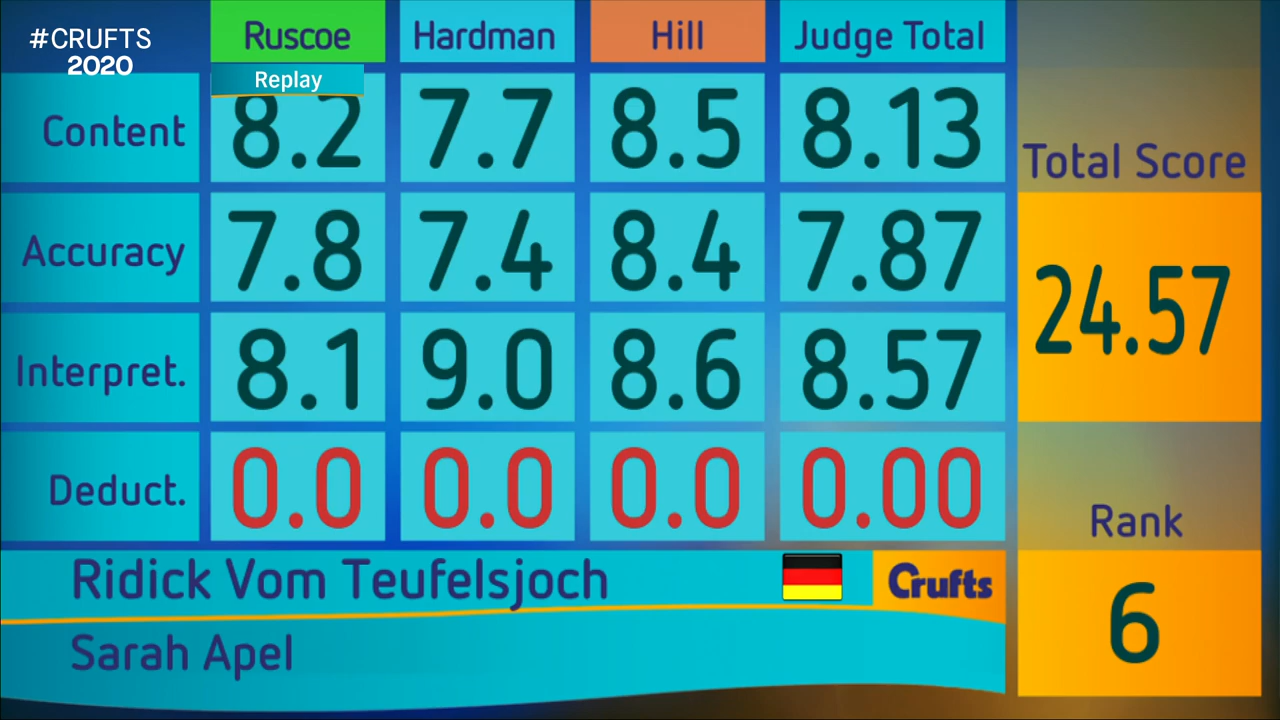 #CRUFTS
2020
Ruscoe Hardman Hill Judge Total
Replay
Content 8.2 7.7 8.5 8.13
Total Score
Accuracy 7.8 7.4 8.4 7.87
24.57
Interpret. 8.1 9.0 8.6 8.57
Deduct. 0.0 0.0 0.0 0.00
Rank
Ridick Vom Teufelsjoch Crufts
6
Sarah Apel